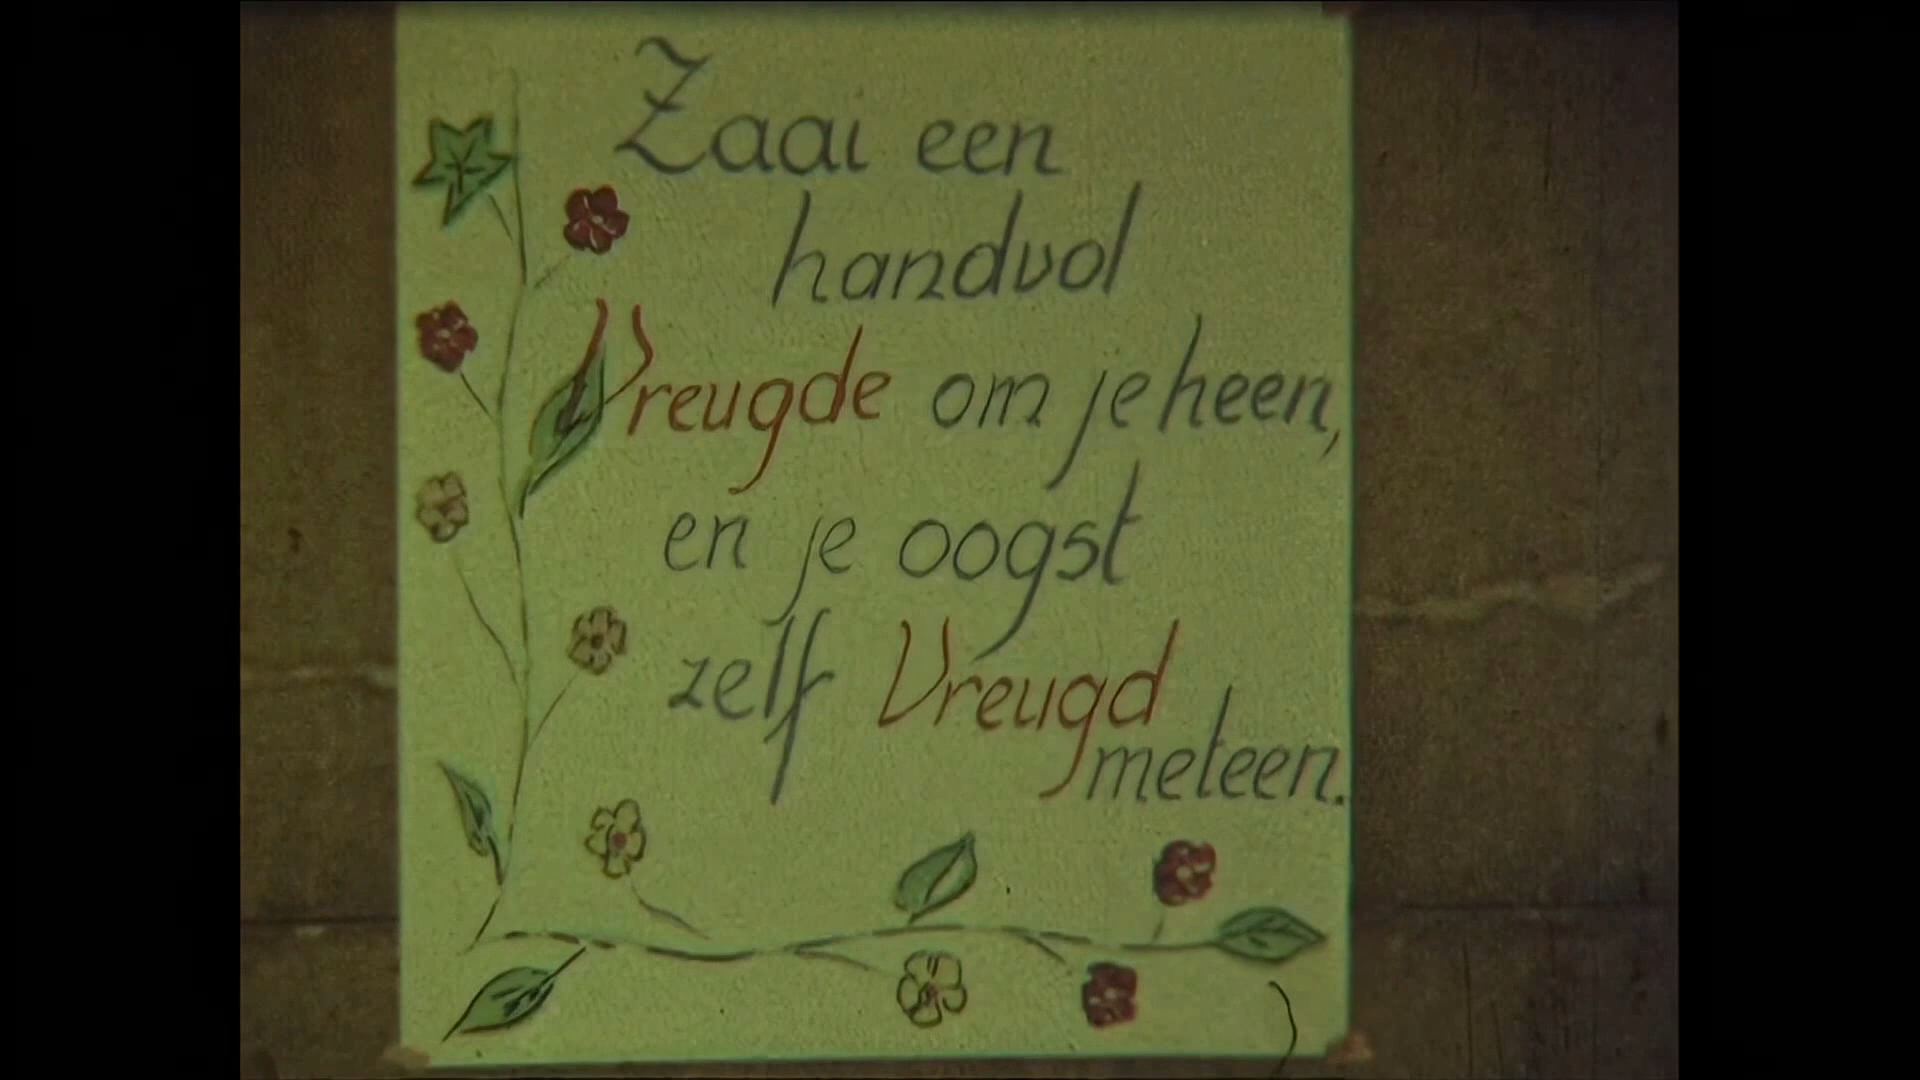 Zaai een
handvol
Vreugde om je heen,
en je oogst
zelf Vreugd
meteen.